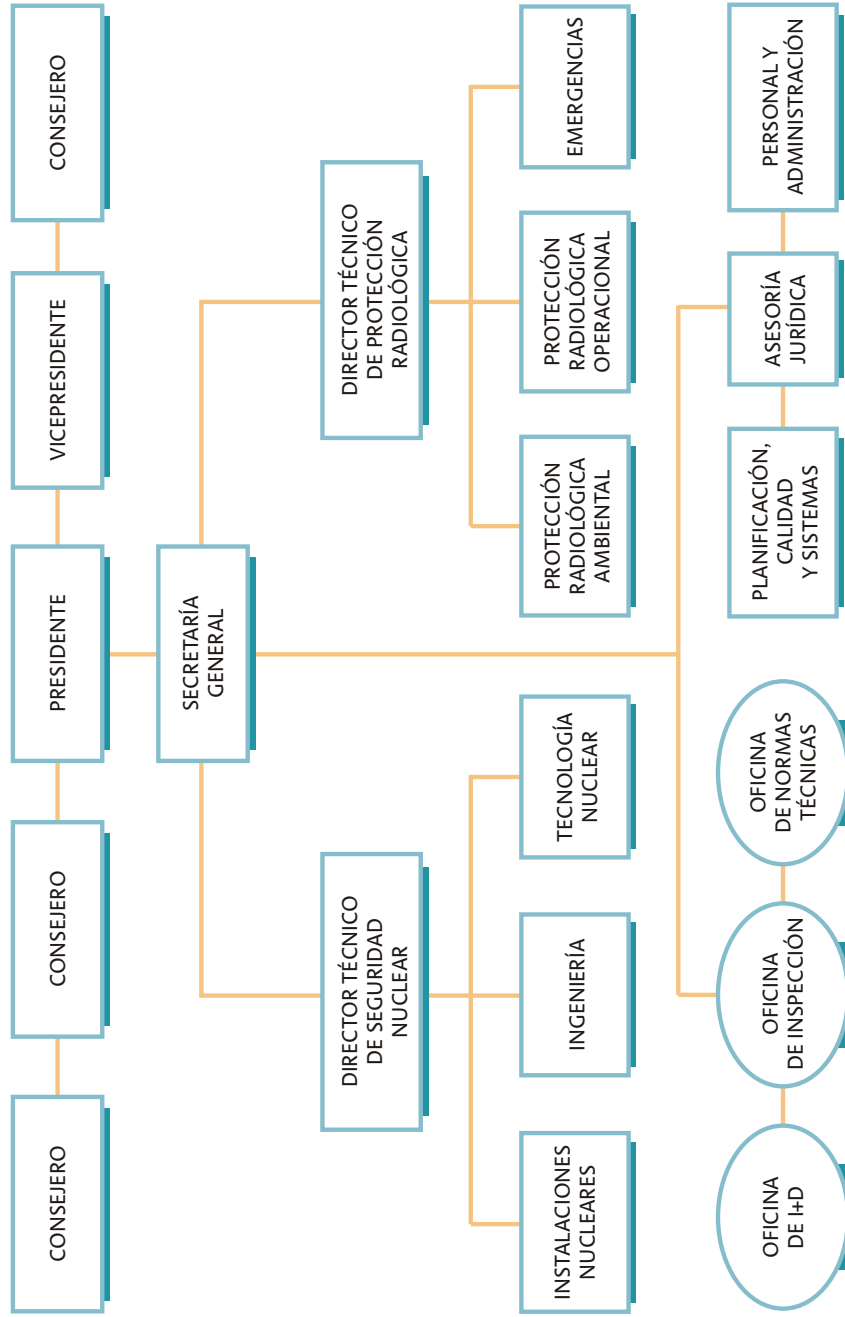 CONSEJERO
CONSEJERO
PRESIDENTE
VICEPRESIDENTE
CONSEJERO
SECRETARÍA
GENERAL
DIRECTOR TÉCNICO
DE SEGURIDAD
NUCLEAR
DIRECTOR TÉCNICO
DE PROTECCIÓN
RADIOLÓGICA
INSTALACIONES
NUCLEARES
INGENIERÍA
TECNOLOGÍA
NUCLEAR
PROTECCIÓN
RADIOLÓGICA
AMBIENTAL
PROTECCIÓN
RADIOLÓGICA
OPERACIONAL
EMERGENCIAS
OFICINA
DE I+D
OFICINA
DE INSPECCIÓN
OFICINA
DE NORMAS
TÉCNICAS
PLANIFICACIÓN,
CALIDAD
Y SISTEMAS
ASESORÍA
JURÍDICA
PERSONAL Y
ADMINISTRACIÓN